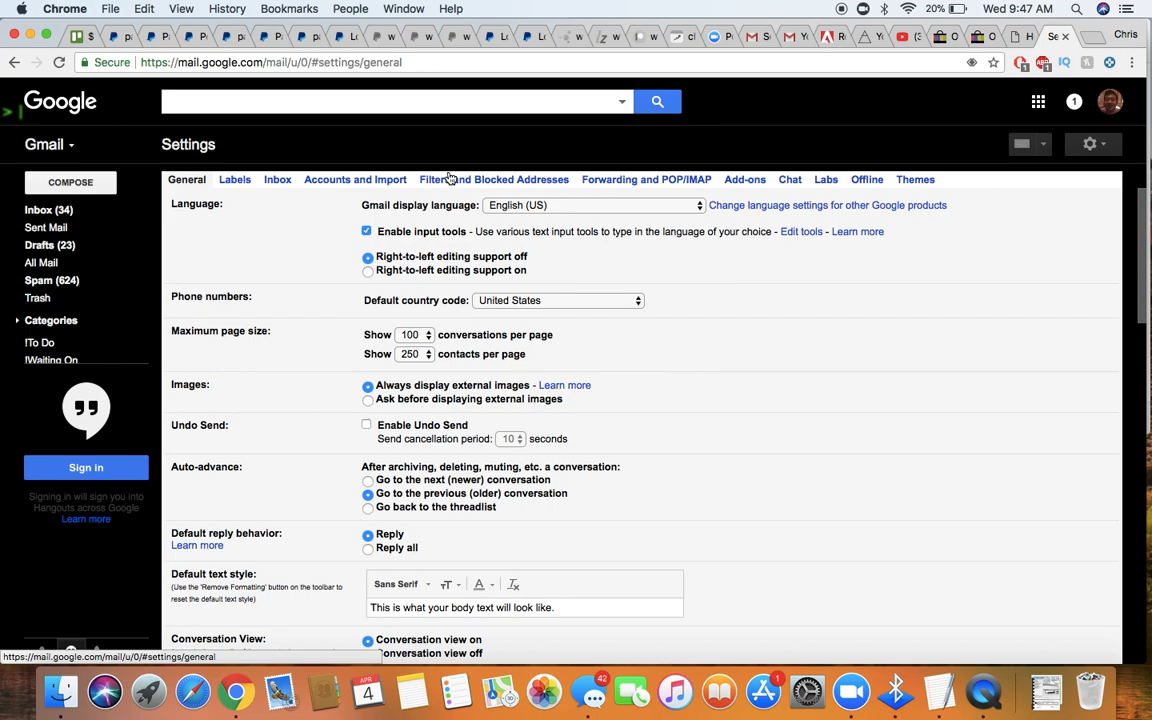 Chrome File Edit View History Bookmarks People Window Help 20% Wed 9:47 AM
Chris
Secure https://mail.google.com/mail/u/0/#settings/general
Google 1
Gmail Settings
COMPOSE
General Labels Inbox Accounts and Import Filters and Blocked Addresses Forwarding and POP/IMAP Add-ons Chat Labs Offline Themes
Inbox (34)
Sent Mail
Drafts (23)
All Mail
Spam (624)
Trash
Categories
!To Do
!Waiting On
Sign in
Signing in will sign you into
Hangouts across Google
Learn more
Language: Gmail display language: English (US) Change language settings for other Google products
Enable input tools - Use various text input tools to type in the language of your choice - Edit tools - Learn more
Right-to-left editing support off
Right-to-left editing support on
Phone numbers: Default country code: United States
Maximum page size: Show 100 conversations per page
Show 250 contacts per page
Images: Always display external images - Learn more
Ask before displaying external images
Undo Send: Enable Undo Send
Send cancellation period: 10 seconds
Auto-advance: After archiving, deleting, muting, etc. a conversation:
Go to the next (newer) conversation
Go to the previous (older) conversation
Go back to the threadlist
Default reply behavior: Reply
Learn more Reply all
Default text style: Sans Serif
(Use the 'Remove Formatting' button on the toolbar to
reset the default text style)
This is what your body text will look like.
Conversation View: Conversation view on
Conversation view off
https://mail.google.com/mail/u/0/#settings/general
APR 4 42 1